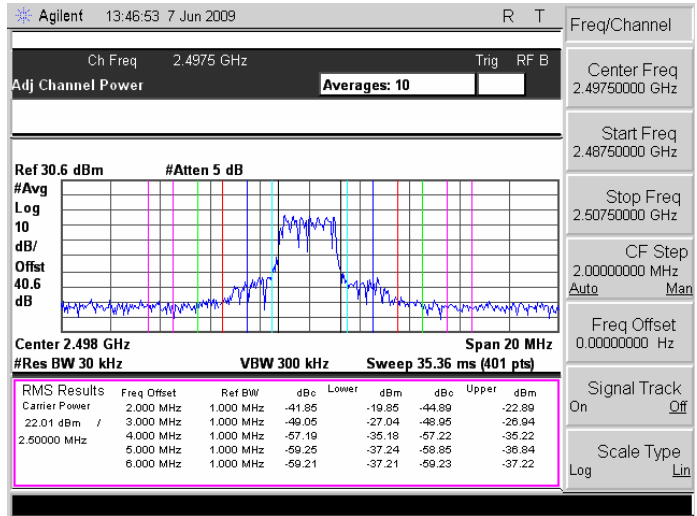 Agilent 13:46:53 7 Jun 2009 R T
Ch Freq 2.4975 GHz Trig RF B
Adj Channel Power Averages: 10
Ref 30.6 dBm #Atten 5 dB
#Avg
Log
10
dB/
Offst
40.6
dB
Center 2.498 GHz Span 20 MHz
#Res BW 30 kHz VBW 300 kHz Sweep 35.36 ms (401 pts)
RMS Results Freq Offset Ref BW dBc Lower dBm dBc Upper dBm
Carrier Power 2.000 MHz 1.000 MHz -41.85 -19.85 -44.89 -22.89
22.01 dBm / 3.000 MHz 1.000 MHz -49.05 -27.04 -48.95 -26.94
2.50000 MHz 4.000 MHz 1.000 MHz -57.19 -35.18 -57.22 -35.22
5.000 MHz 1.000 MHz -59.25 -37.24 -58.85 -36.84
6.000 MHz 1.000 MHz -59.21 -37.21 -59.23 -37.22
Freq/Channel
Center Freq
2.49750000 GHz
Start Freq
2.48750000 GHz
Stop Freq
2.50750000 GHz
CF Step
2.00000000 MHz
Auto Man
Freq Offset
0.00000000 Hz
Signal Track
On Off
Scale Type
Log Lin